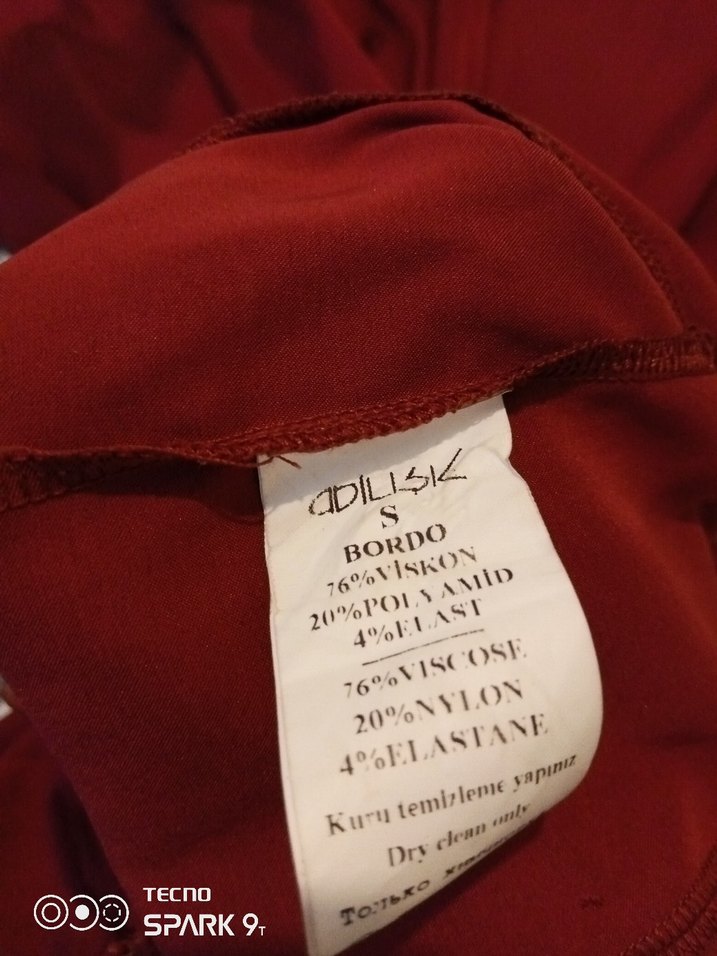 ADILIŞIK
S
BORDO
76%VİSKON
20%POLYAMİD
4%ELAST
76%VISCOSE
20%NYLON
4%ELASTANE
Kuru temizleme yapınız
Dry clean only
Только
TECNO
SPARK 9T